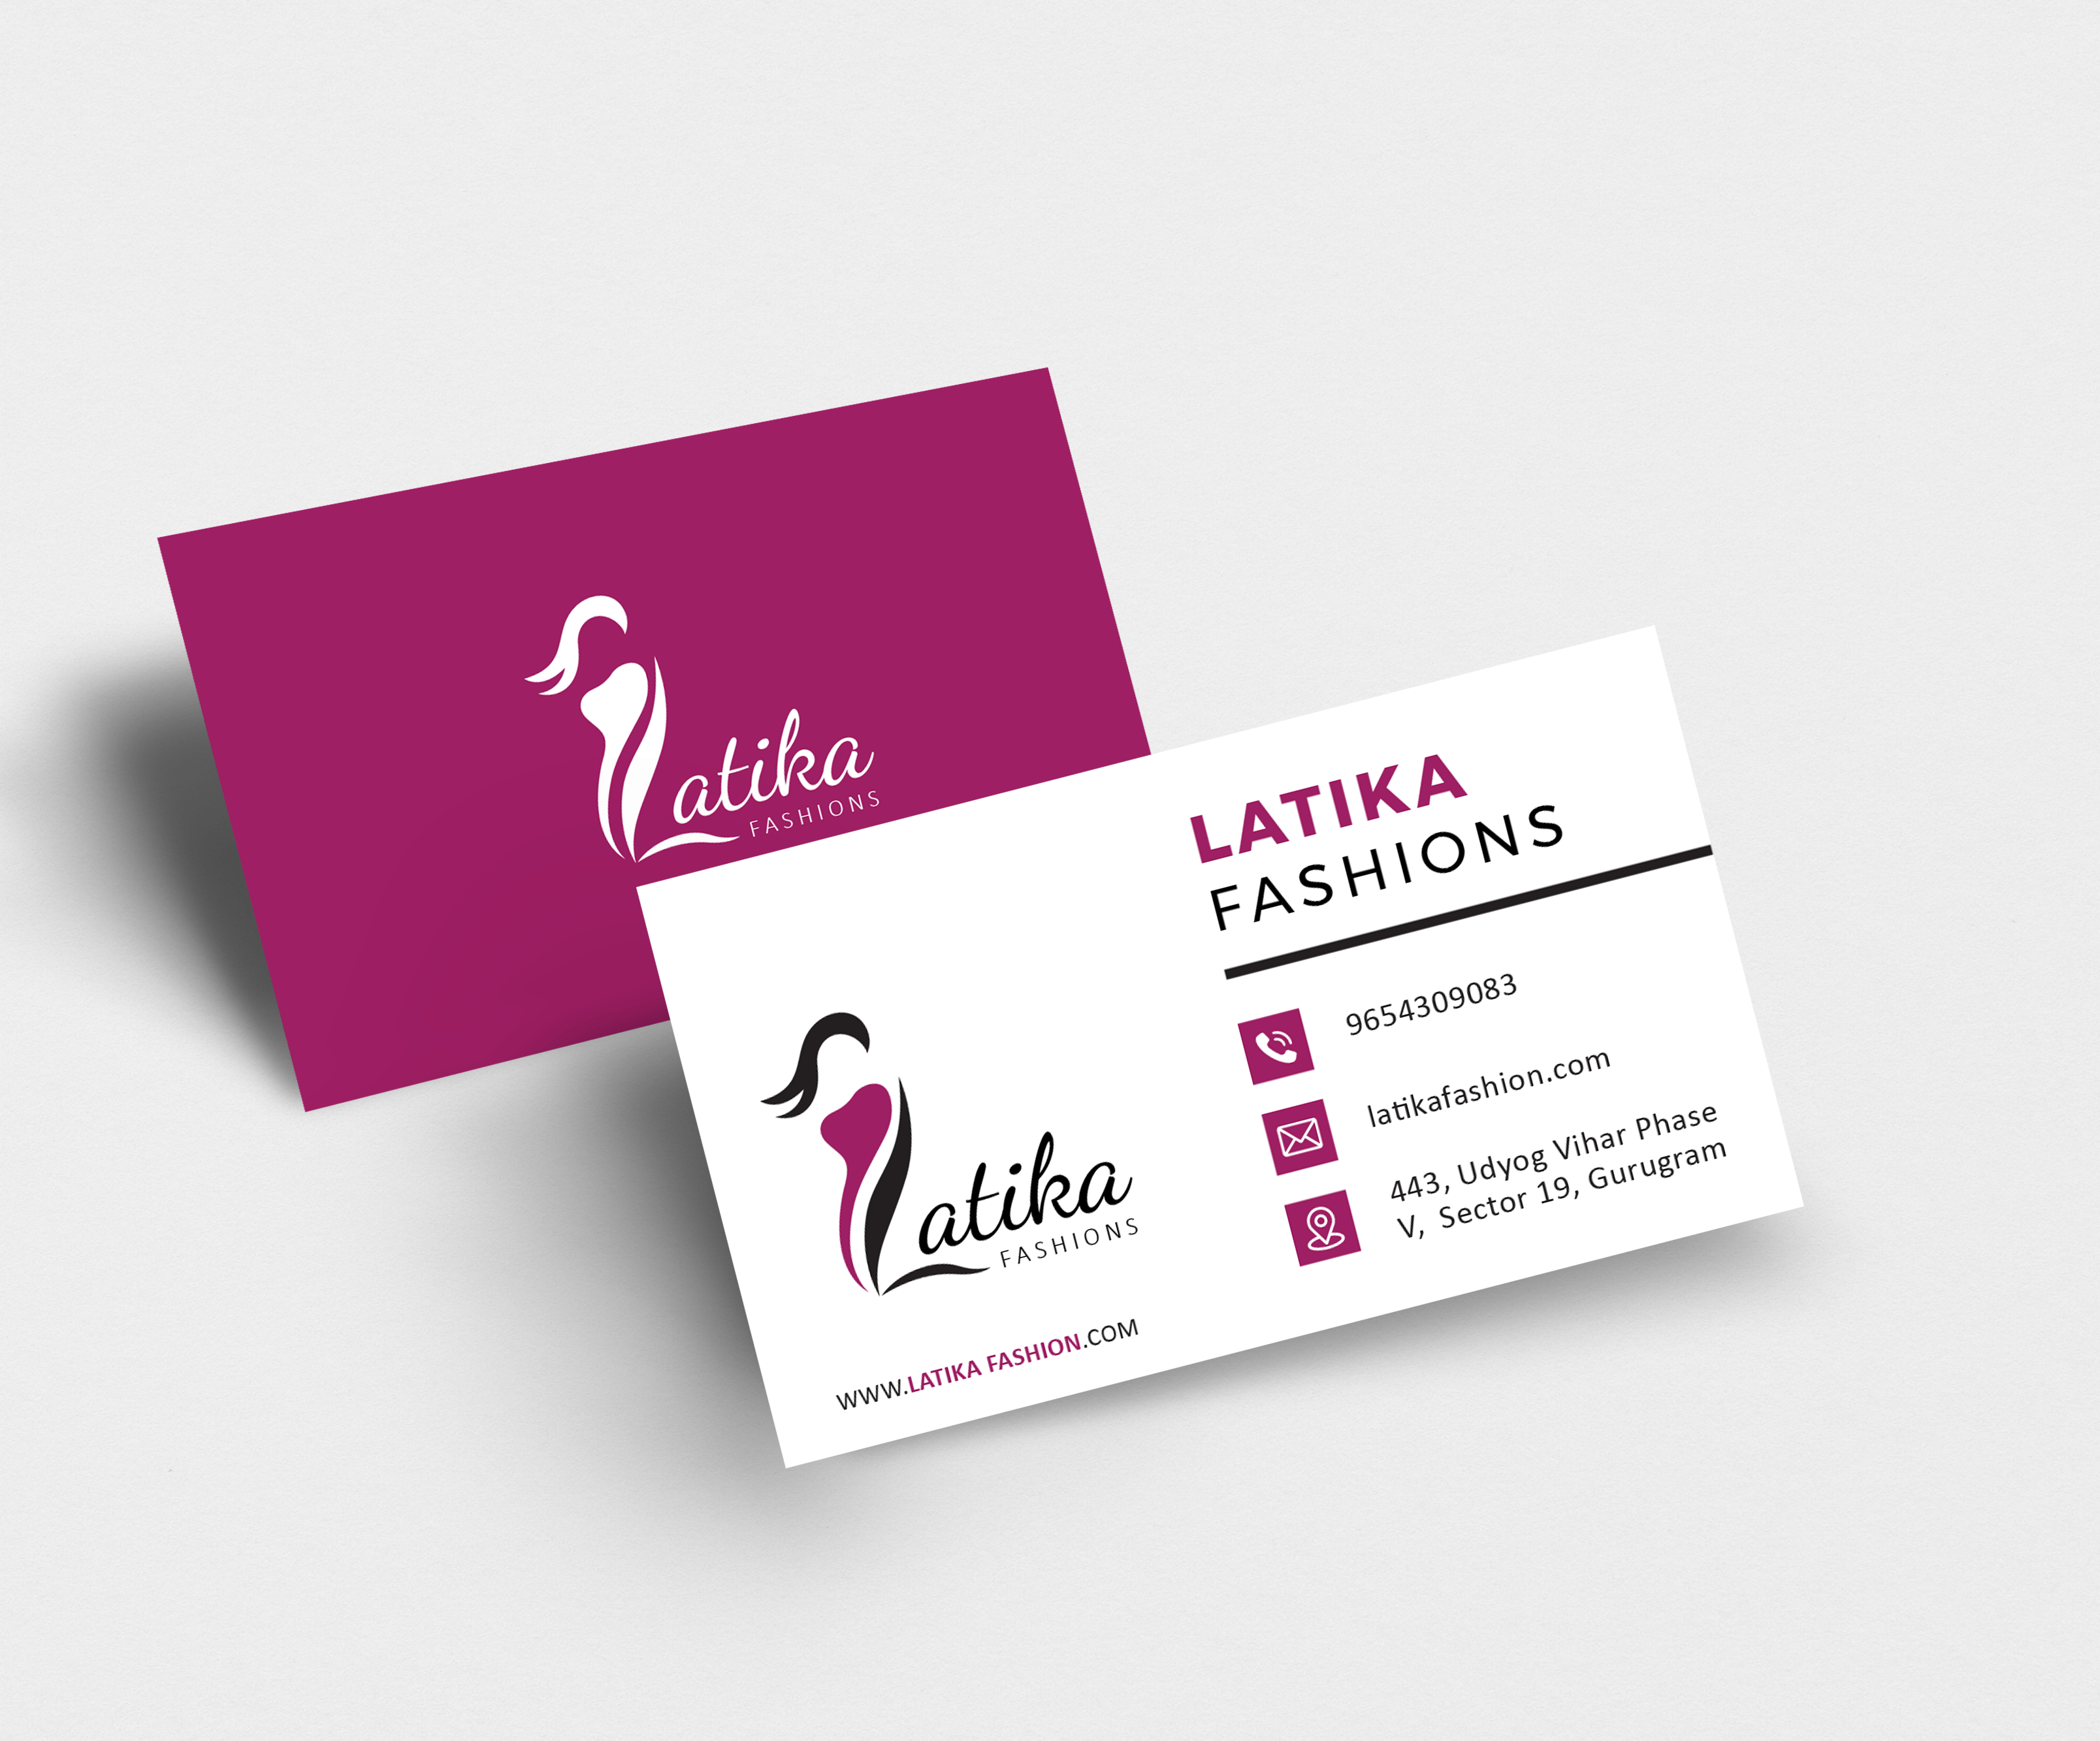 Latika
FASHIONS
LATIKA
FASHIONS
9654309083
latikafashion.com
443, Udyog Vihar Phase
V, Sector 19, Gurugram
Latika
FASHIONS
WWW.LATIKA FASHION.COM